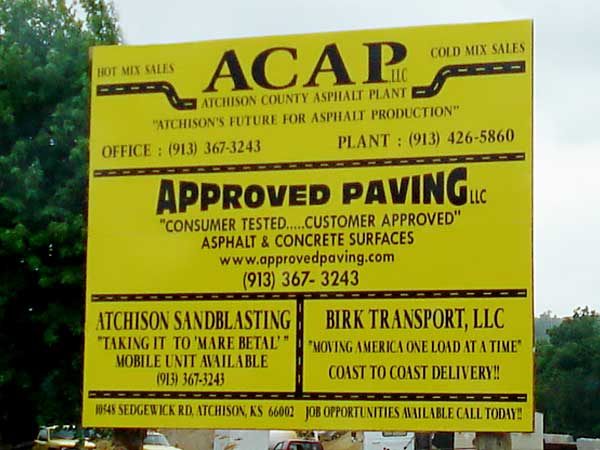 HOT MIX SALES
ACAP LLC
COLD MIX SALES
ATCHISON COUNTY ASPHALT PLANT
"ATCHISON'S FUTURE FOR ASPHALT PRODUCTION"
OFFICE : (913) 367-3243
PLANT : (913) 426-5860
APPROVED PAVING LLC
"CONSUMER TESTED.....CUSTOMER APPROVED"
ASPHALT & CONCRETE SURFACES
www.approvedpaving.com
(913) 367- 3243
ATCHISON SANDBLASTING
"TAKING IT TO 'MARE BETAL' "
MOBILE UNIT AVAILABLE
(913) 367-3243
BIRK TRANSPORT, LLC
"MOVING AMERICA ONE LOAD AT A TIME"
COAST TO COAST DELIVERY!!
10548 SEDGEWICK RD, ATCHISON, KS 66002
JOB OPPORTUNITIES AVAILABLE CALL TODAY!!